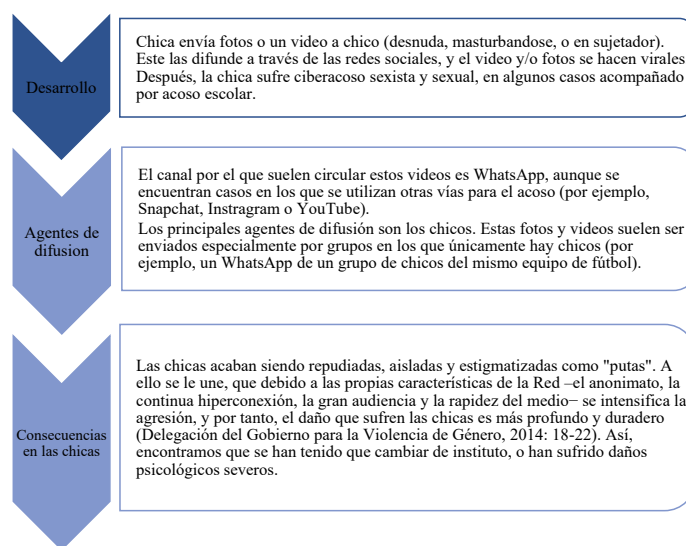 Desarrollo
Chica envía fotos o un video a chico (desnuda, masturbandose, o en sujetador).
Este las difunde a través de las redes sociales, y el video y/o fotos se hacen virales
Después, la chica sufre ciberacoso sexista y sexual, en algunos casos acompañado
por acoso escolar.
Agentes de
difusion
El canal por el que suelen circular estos videos es WhatsApp, aunque se
encuentran casos en los que se utilizan otras vías para el acoso (por ejemplo,
Snapchat, Instragram o YouTube).
Los principales agentes de difusión son los chicos. Estas fotos y videos suelen ser
enviados especialmente por grupos en los que únicamente hay chicos (por
ejemplo, un WhatsApp de un grupo de chicos del mismo equipo de fútbol).
Consecuencias
en las chicas
Las chicas acaban siendo repudiadas, aisladas y estigmatizadas como "putas". A
ello se le une, que debido a las propias características de la Red –el anonimato, la
continua hiperconexión, la gran audiencia y la rapidez del medio− se intensifica la
agresión, y por tanto, el daño que sufren las chicas es más profundo y duradero
(Delegación del Gobierno para la Violencia de Género, 2014: 18-22). Así,
encontramos que se han tenido que cambiar de instituto, o han sufrido daños
psicológicos severos.